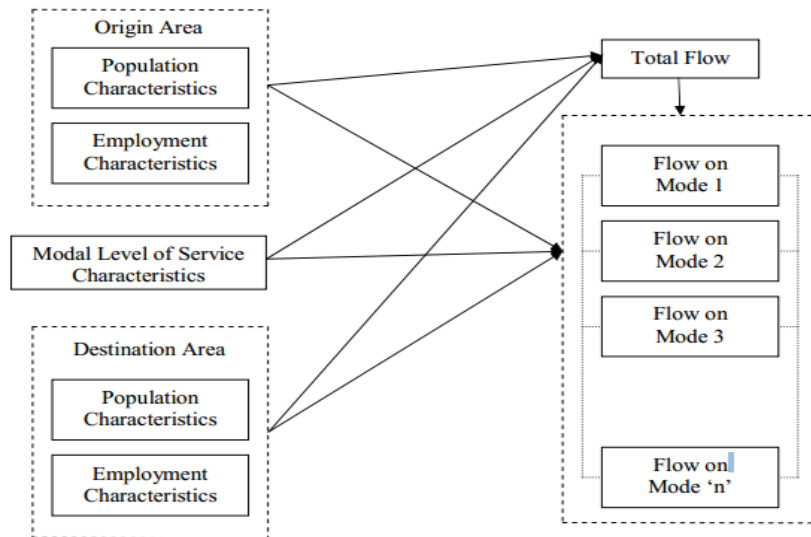 Origin Area
Population
Characteristics
Employment
Characteristics
Modal Level of Service
Characteristics
Destination Area
Population
Characteristics
Employment
Characteristics
Total Flow
Flow on
Mode 1
Flow on
Mode 2
Flow on
Mode 3
Flow on
Mode ‘n’